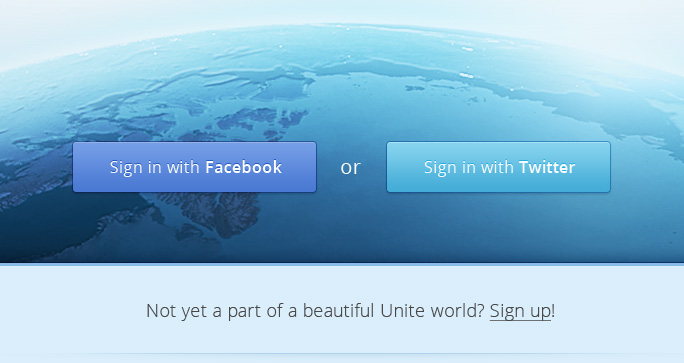 Sign in with Facebook or Sign in with Twitter
Not yet a part of a beautiful Unite world? Sign up!